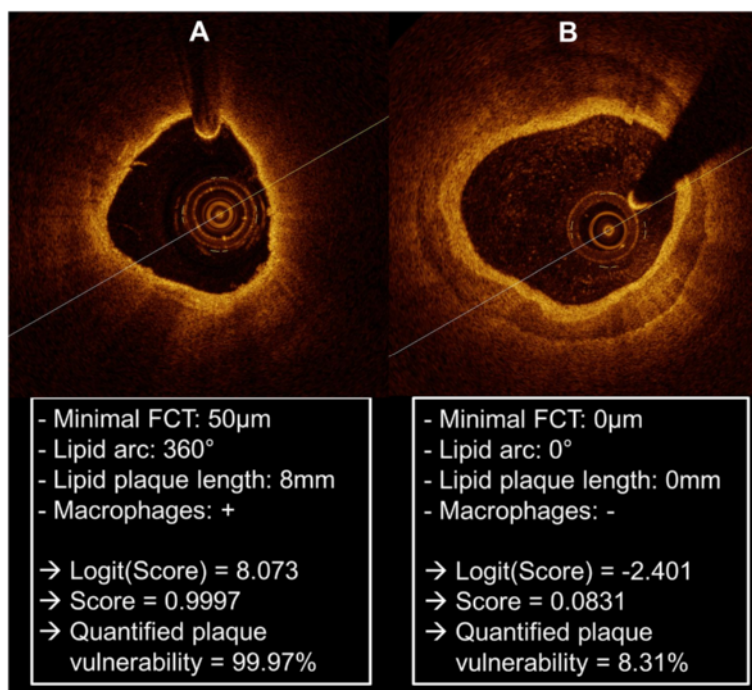 A
B
- Minimal FCT: 50µm
- Lipid arc: 360°
- Lipid plaque length: 8mm
- Macrophages: +
→ Logit(Score) = 8.073
→ Score = 0.9997
→ Quantified plaque
vulnerability = 99.97%
- Minimal FCT: 0µm
- Lipid arc: 0°
- Lipid plaque length: 0mm
- Macrophages: -
→ Logit(Score) = -2.401
→ Score = 0.0831
→ Quantified plaque
vulnerability = 8.31%